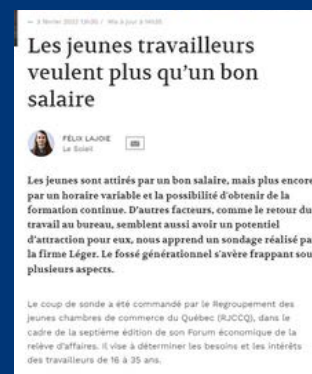 Les jeunes travailleurs
veulent plus qu'un bon
salaire
FÉLIX LAJOIE
Le Soleil
Les jeunes sont attirés par un bon salaire, mais plus encore
par un horaire variable et la possibilité d'obtenir de la
formation continue. D'autres facteurs, comme le retour du
travail au bureau, semblent aussi avoir un potentiel
d'attraction pour eux, nous apprend un sondage réalisé pa
la firme Léger. Le fossé générationnel s'avère frappant sou
plusieurs aspects.
Le coup de sonde a été commandé par le Regroupement des
jeunes chambres de commerce du Québec (RJCCQ), dans le
cadre de la septième édition de son Forum économique de la
relève d'affaires. Il vise à déterminer les besoins et les intérêts
des travailleurs de 16 à 35 ans.